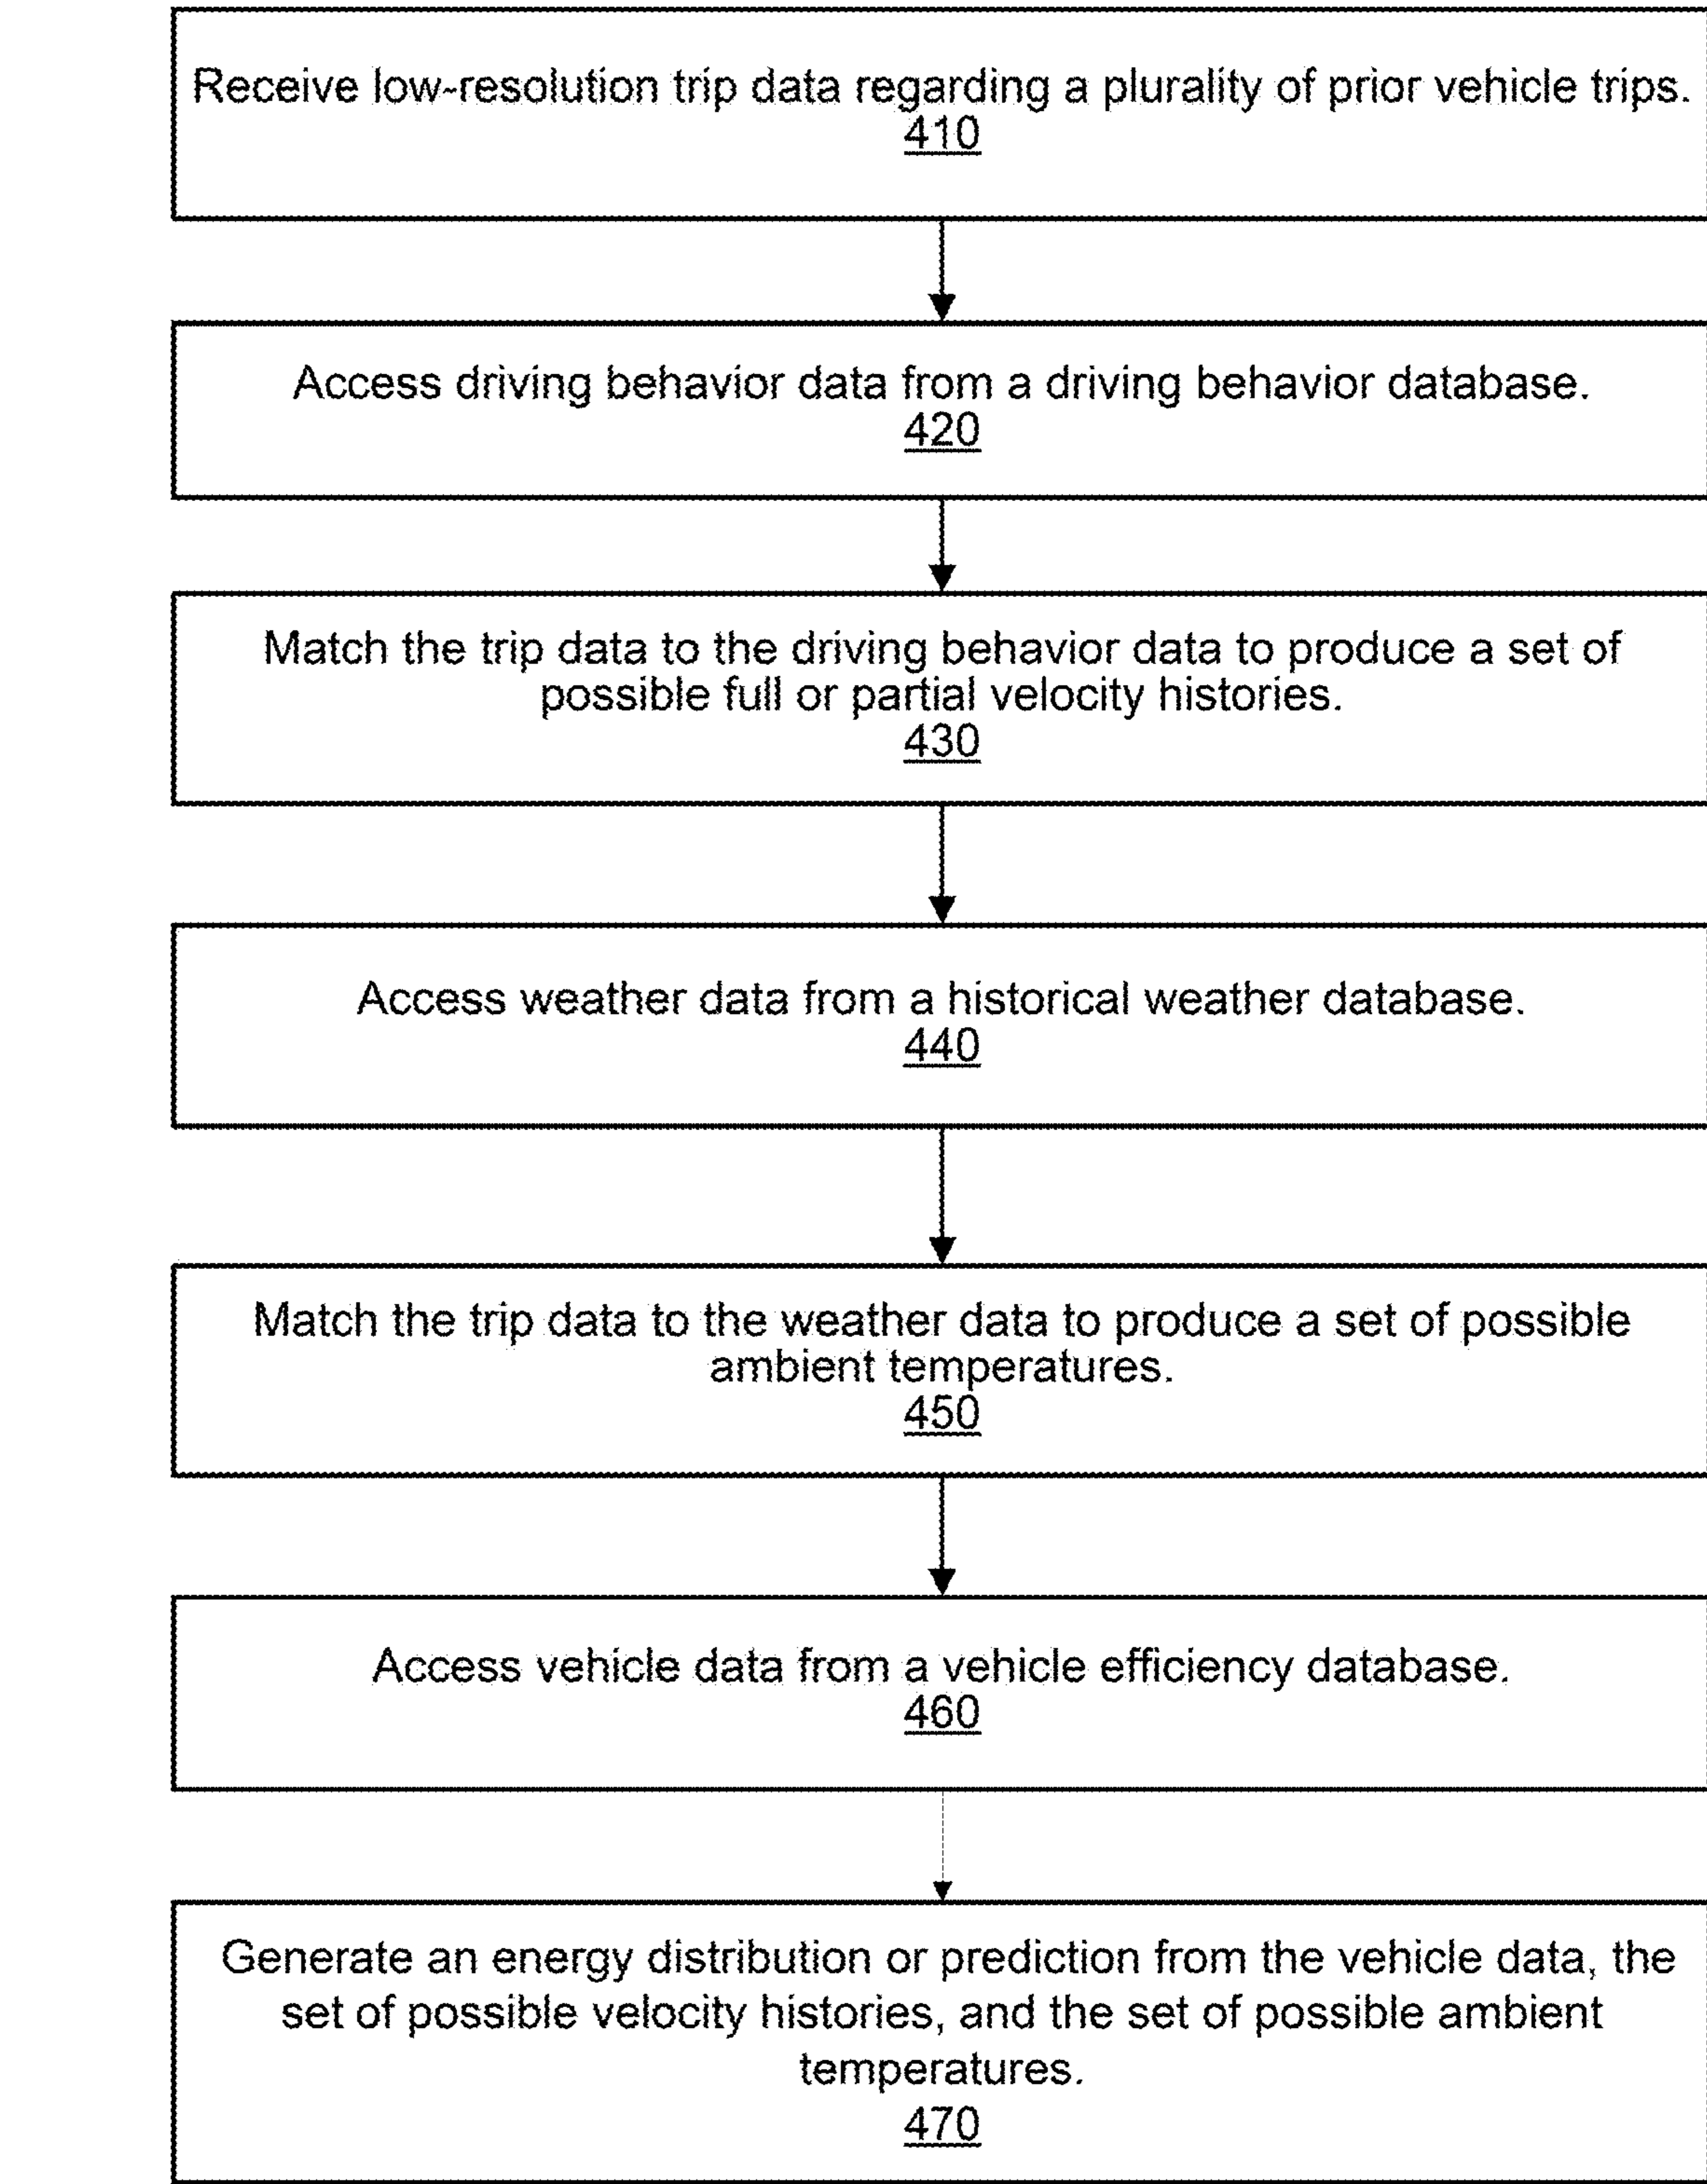 Receive low-resolution trip data regarding a plurality of prior vehicle trips.
410
Access driving behavior data from a driving behavior database.
420
Match the trip data to the driving behavior data to produce a set of
possible full or partial velocity histories.
430
Access weather data from a historical weather database.
440
Match the trip data to the weather data to produce a set of possible
ambient temperatures.
450
Access vehicle data from a vehicle efficiency database.
460
Generate an energy distribution or prediction from the vehicle data, the
set of possible velocity histories, and the set of possible ambient
temperatures.
470